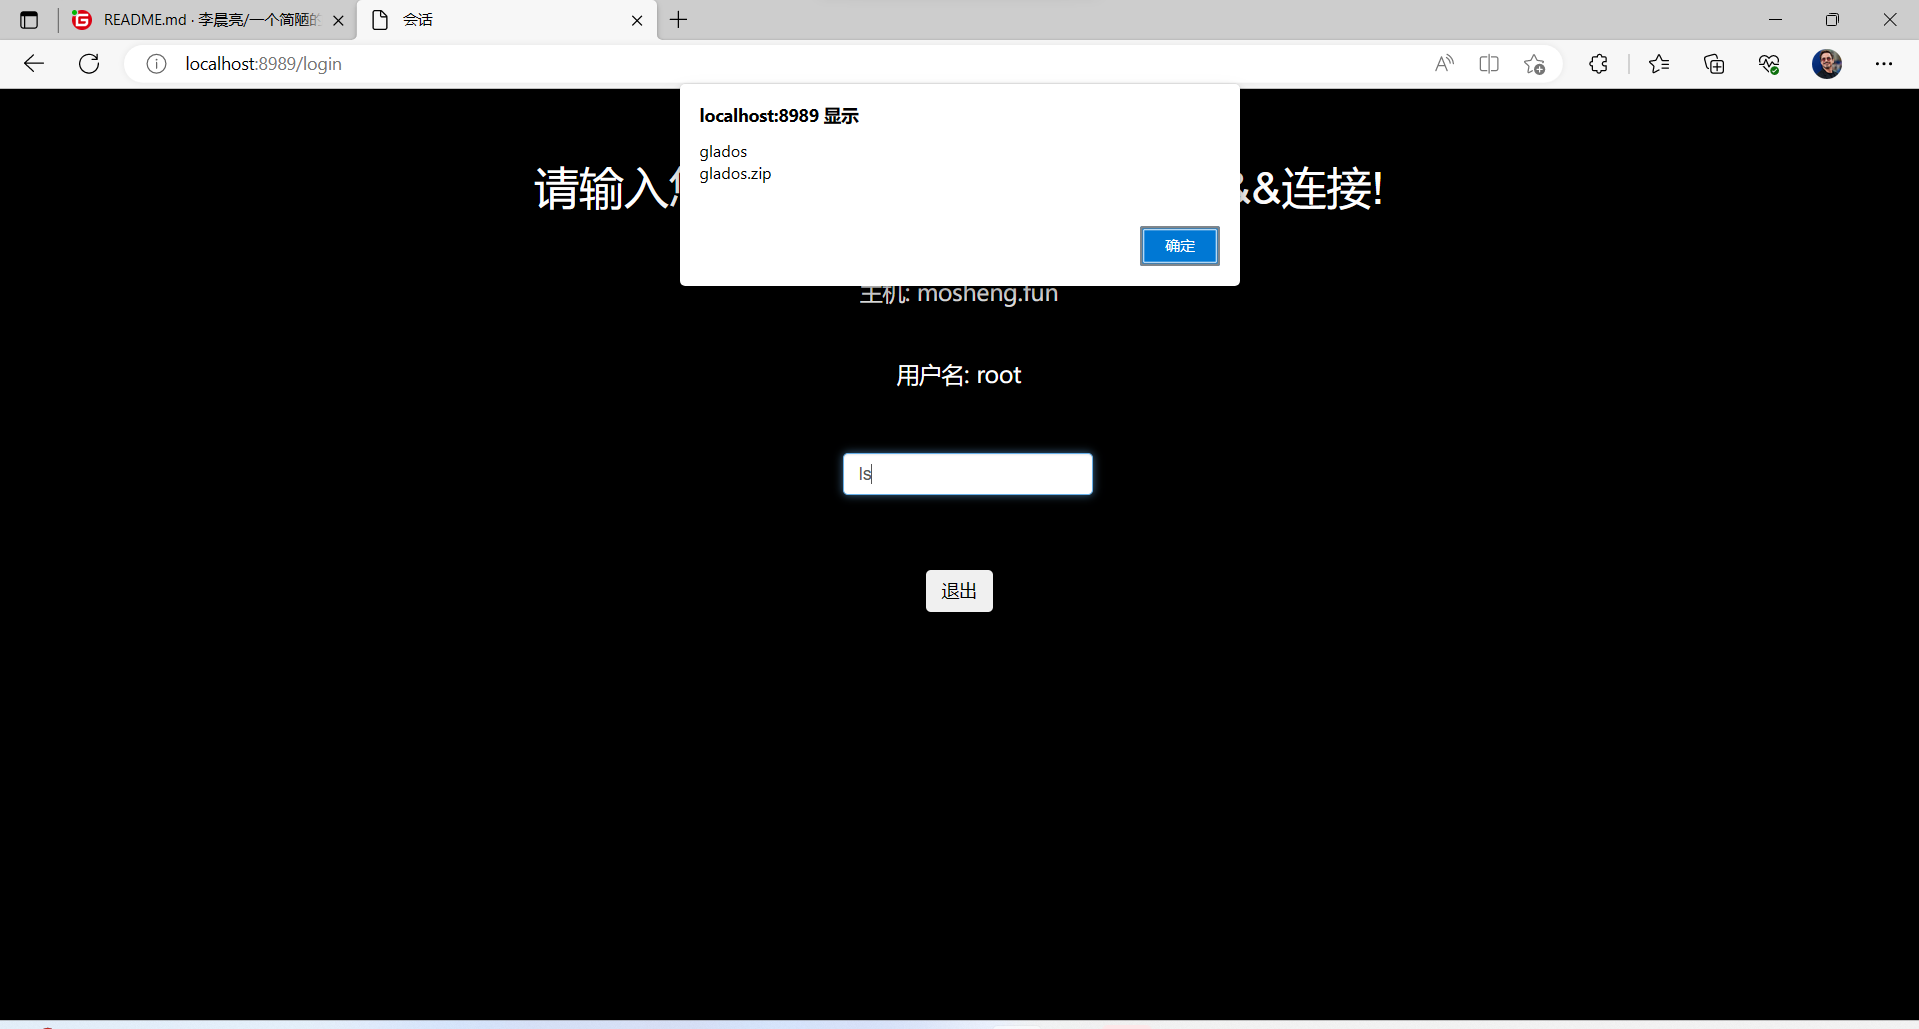 README.md · 李晨亮/一个简陋的
会话
localhost:8989/login
localhost:8989 显示
glados
glados.zip
确定
请输入
&连接!
主机: mosheng.fun
用户名: root
ls
退出